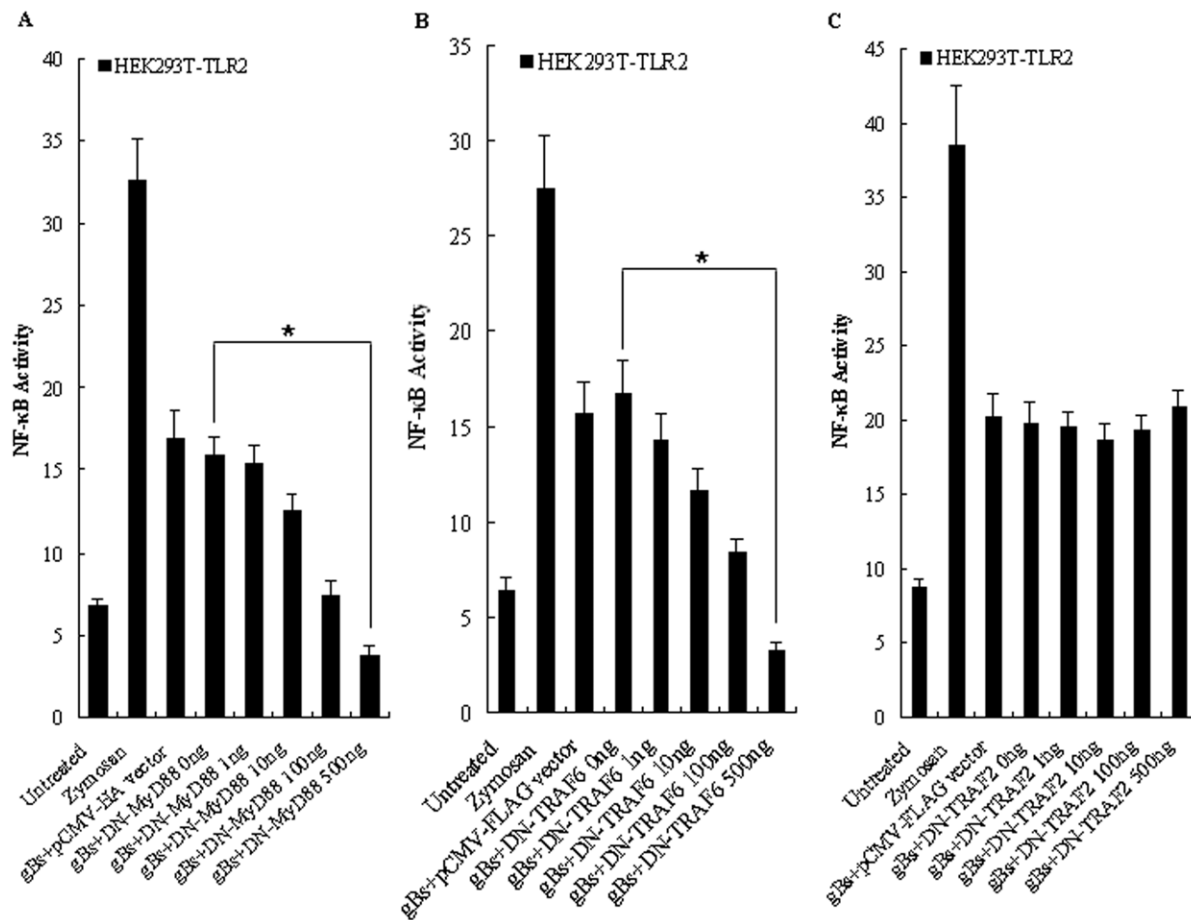 A
HEK293T-TLR2
NF-κB Activity
40
35
30
25
20
15
10
5
0
*
Untreated
Zymosan
gBs+pCMV-HA vector
gBs+DN-MyD88 0ng
gBs+DN-MyD88 1ng
gBs+DN-MyD88 10ng
gBs+DN-MyD88 100ng
gBs+DN-MyD88 500ng
B
HEK293T-TLR2
NF-κB Activity
35
30
25
20
15
10
5
0
*
Untreated
Zymosan
gBs+pCMV-FLAG vector
gBs+DN-TRAF6 0ng
gBs+DN-TRAF6 1ng
gBs+DN-TRAF6 10ng
gBs+DN-TRAF6 100ng
gBs+DN-TRAF6 500ng
C
HEK293T-TLR2
NF-κB Activity
45
40
35
30
25
20
15
10
5
0
Untreated
Zymosan
gBs+pCMV-FLAG vector
gBs+DN-TRAF2 0ng
gBs+DN-TRAF2 1ng
gBs+DN-TRAF2 10ng
gBs+DN-TRAF2 100ng
gBs+DN-TRAF2 500ng